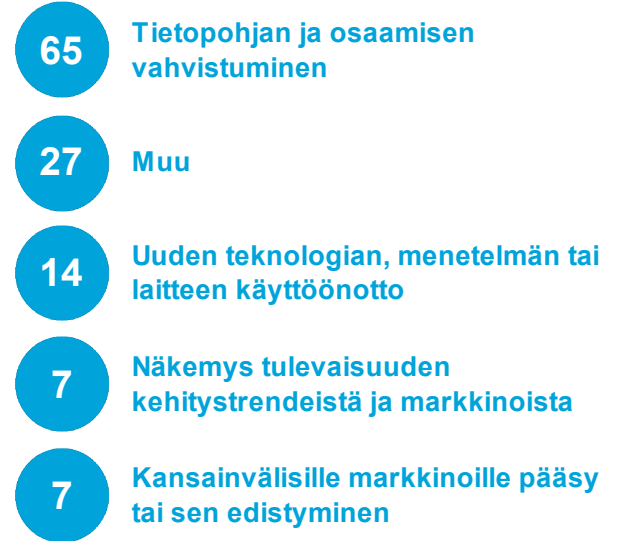 65
Tietopohjan ja osaamisen
vahvistuminen
27
Muu
14
Uuden teknologian, menetelmän tai
laitteen käyttöönotto
7
Näkemys tulevaisuuden
kehitystrendeistä ja markkinoista
7
Kansainvälisille markkinoille pääsy
tai sen edistyminen